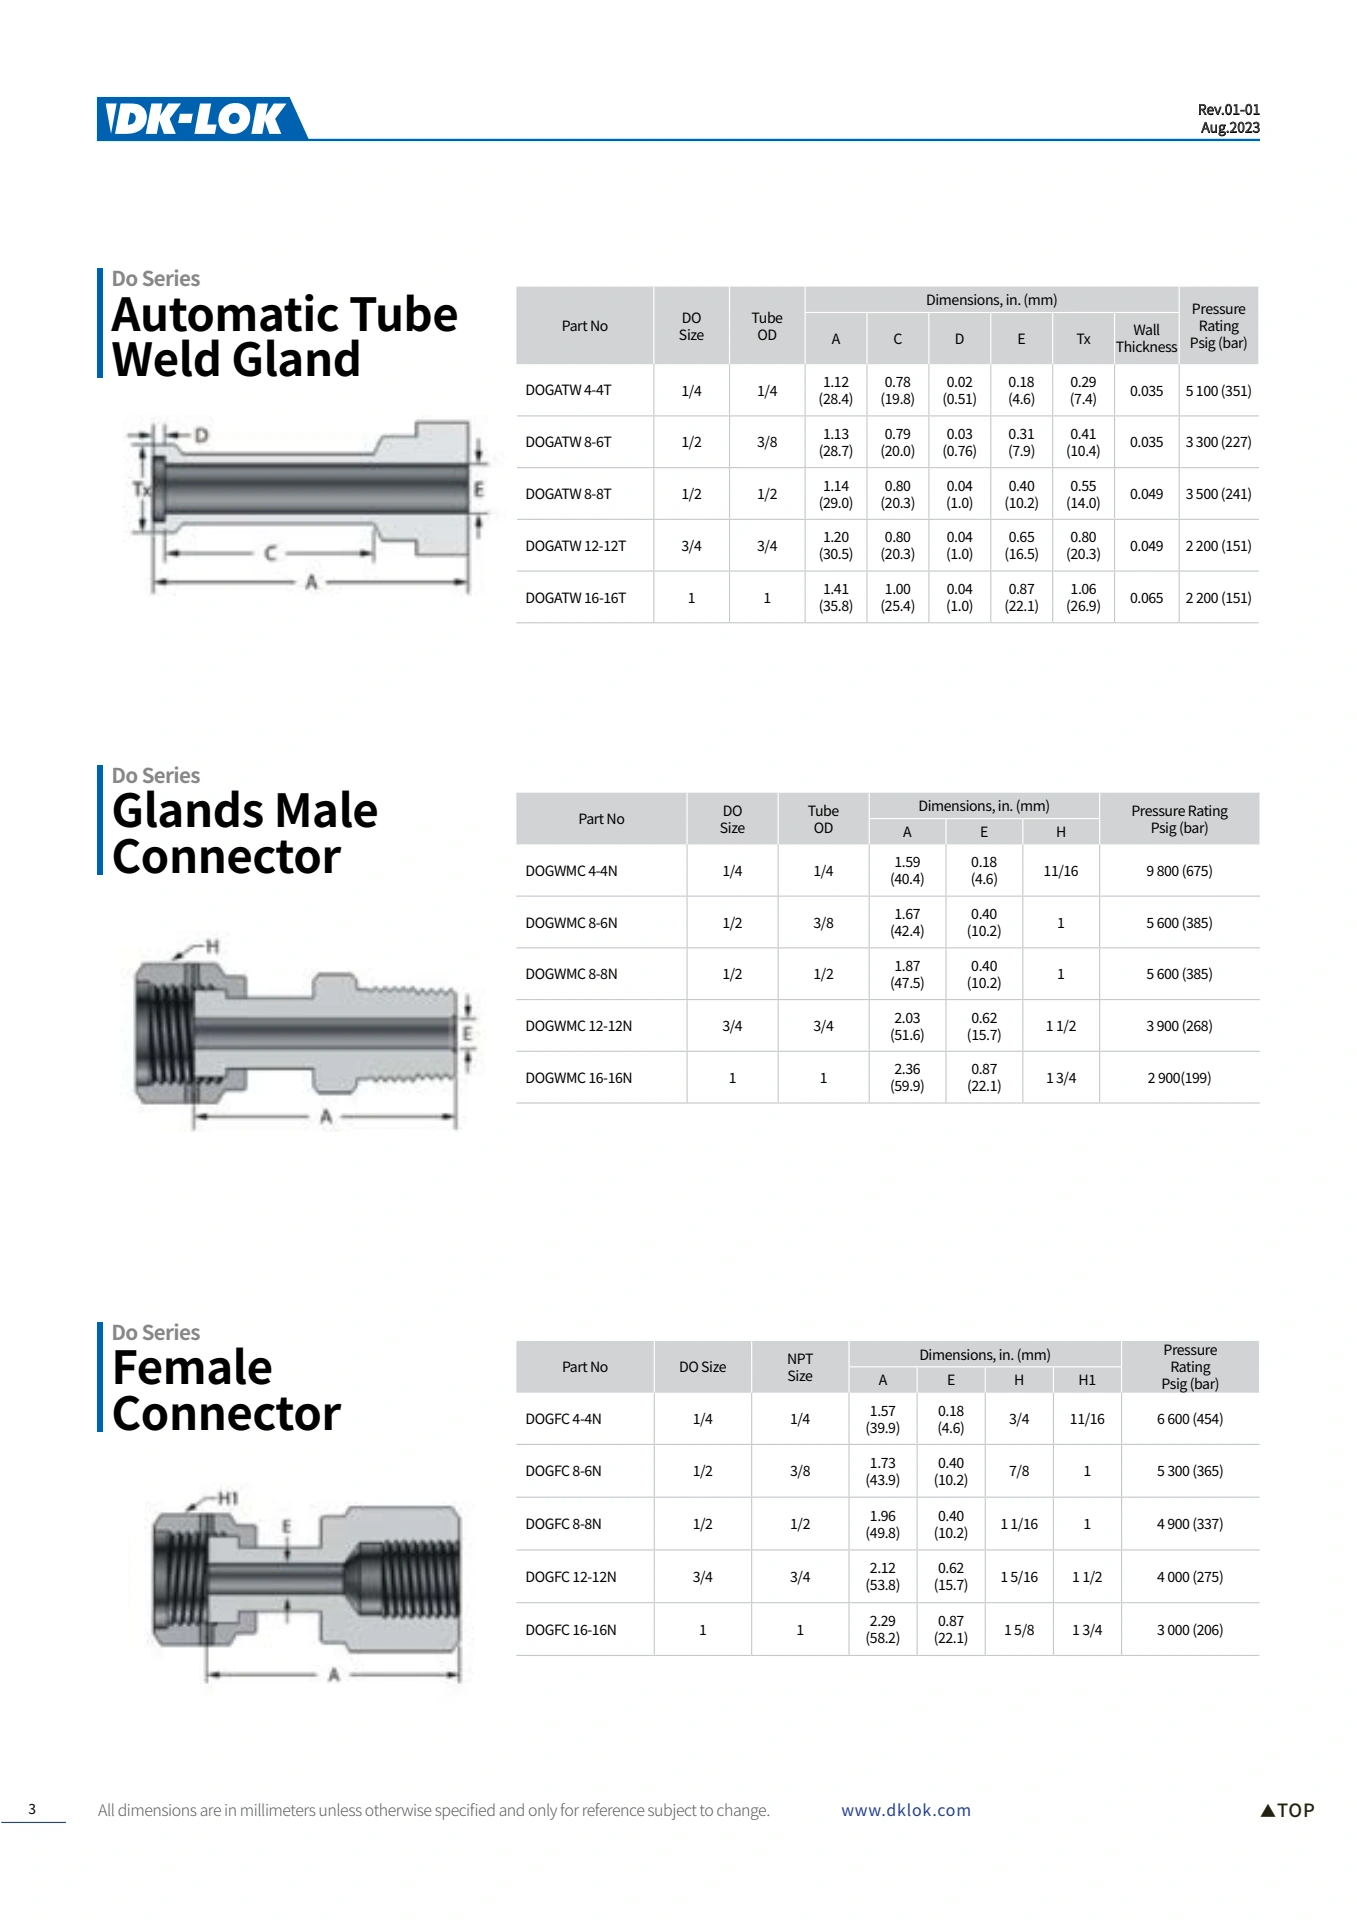 DK-LOK
Rev.01-01
Aug.2023
Do Series
Automatic Tube
Weld Gland
D
Tx
E
C
A
Part No
DO
Size
Tube
OD
Dimensions, in. (mm)
A
C
D
E
Tx
Wall
Thickness
Pressure
Rating
Psig (bar)
DOGATW 4-4T 1/4 1/4 1.12 0.78 0.02 0.18 0.29 0.035 5 100 (351)
(28.4) (19.8) (0.51) (4.6) (7.4)
DOGATW 8-6T 1/2 3/8 1.13 0.79 0.03 0.31 0.41 0.035 3 300 (227)
(28.7) (20.0) (0.76) (7.9) (10.4)
DOGATW 8-8T 1/2 1/2 1.14 0.80 0.04 0.40 0.55 0.049 3 500 (241)
(29.0) (20.3) (1.0) (10.2) (14.0)
DOGATW 12-12T 3/4 3/4 1.20 0.80 0.04 0.65 0.80 0.049 2 200 (151)
(30.5) (20.3) (1.0) (16.5) (20.3)
DOGATW 16-16T 1 1 1.41 1.00 0.04 0.87 1.06 0.065 2 200 (151)
(35.8) (25.4) (1.0) (22.1) (26.9)
Do Series
Glands Male
Connector
H
E
A
Part No
DO
Size
Tube
OD
Dimensions, in. (mm)
A
E
H
Pressure Rating
Psig (bar)
DOGWMC 4-4N 1/4 1/4 1.59 0.18 11/16 9 800 (675)
(40.4) (4.6)
DOGWMC 8-6N 1/2 3/8 1.67 0.40 1 5 600 (385)
(42.4) (10.2)
DOGWMC 8-8N 1/2 1/2 1.87 0.40 1 5 600 (385)
(47.5) (10.2)
DOGWMC 12-12N 3/4 3/4 2.03 0.62 1 1/2 3 900 (268)
(51.6) (15.7)
DOGWMC 16-16N 1 1 2.36 0.87 1 3/4 2 900(199)
(59.9) (22.1)
Do Series
Female
Connector
H1
E
A
Part No
DO Size
NPT
Size
Dimensions, in. (mm)
A
E
H
H1
Pressure
Rating
Psig (bar)
DOGFC 4-4N 1/4 1/4 1.57 0.18 3/4 11/16 6 600 (454)
(39.9) (4.6)
DOGFC 8-6N 1/2 3/8 1.73 0.40 7/8 1 5 300 (365)
(43.9) (10.2)
DOGFC 8-8N 1/2 1/2 1.96 0.40 1 1/16 1 4 900 (337)
(49.8) (10.2)
DOGFC 12-12N 3/4 3/4 2.12 0.62 1 5/16 1 1/2 4 000 (275)
(53.8) (15.7)
DOGFC 16-16N 1 1 2.29 0.87 1 5/8 1 3/4 3 000 (206)
(58.2) (22.1)
3
All dimensions are in millimeters unless otherwise specified and only for reference subject to change.
www.dklok.com
▲TOP